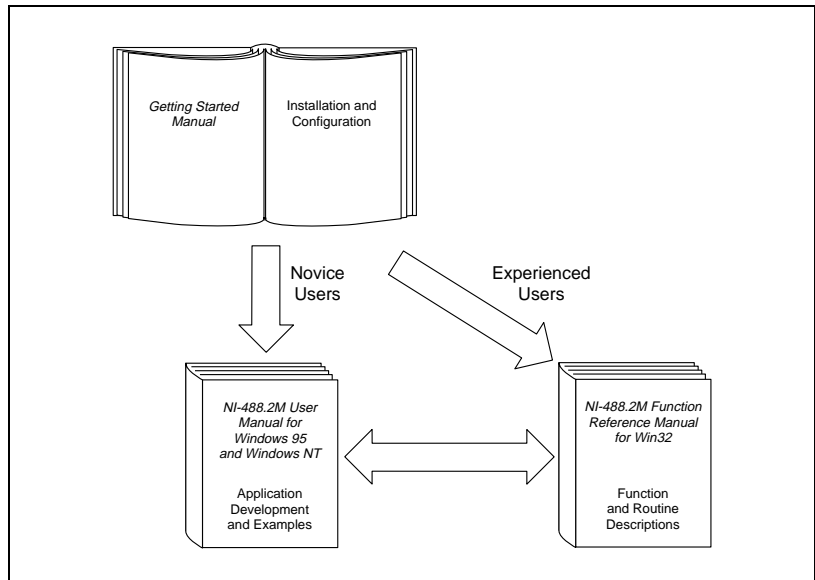 Getting Started
Manual
Installation and
Configuration
Novice
Users
Experienced
Users
NI-488.2M User
Manual for
Windows 95
and Windows NT
Application
Development
and Examples
NI-488.2M Function
Reference Manual
for Win32
Function
and Routine
Descriptions